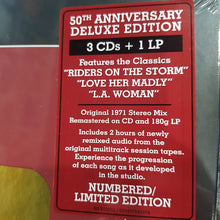 50TH ANNIVERSARY
DELUXE EDITION
3 CDs + 1 LP
Features the Classics
"RIDERS ON THE STORM"
"LOVE HER MADLY"
"L.A. WOMAN"
Original 1971 Stereo Mix
Remastered on CD and 180g LP
Includes 2 hours of newly
remixed audio from the
original multitrack session tapes.
Experience the progression
of each song as it developed
in the studio.
NUMBERED/
LIMITED EDITION